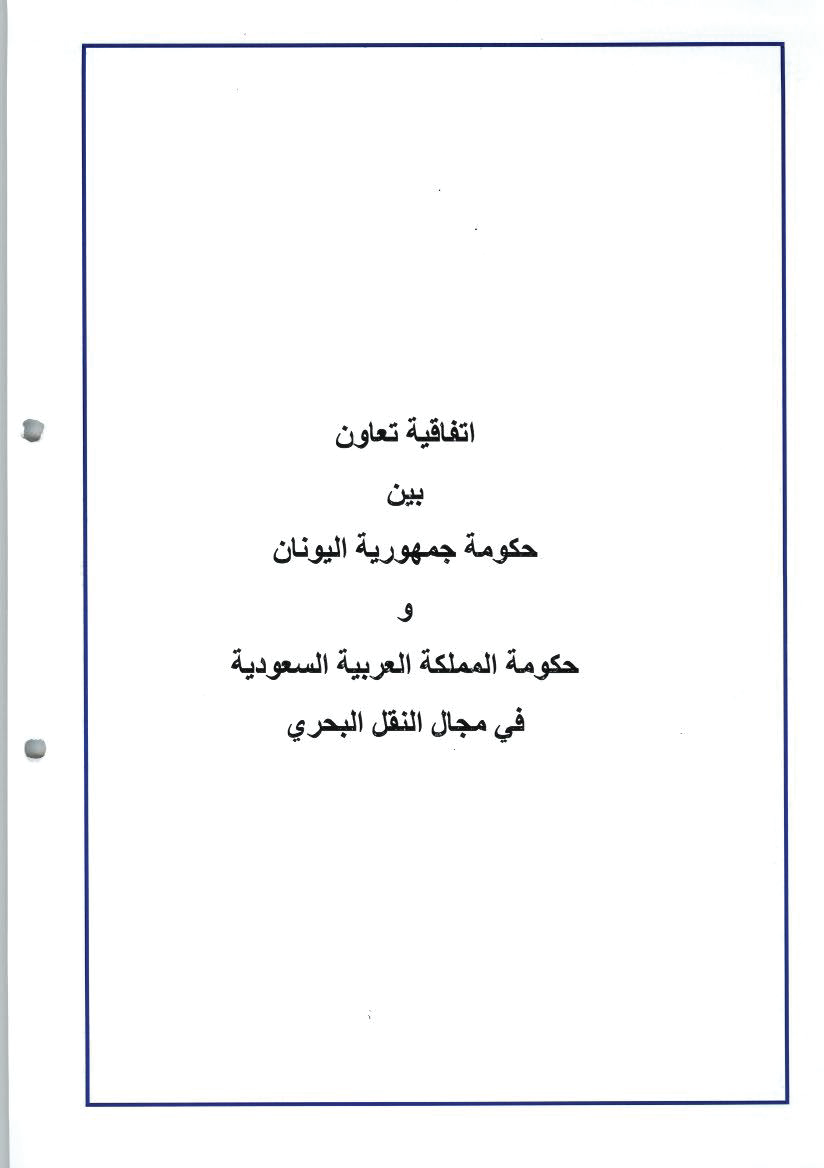 اتفاقية تعاون
بين
حكومة جمهورية اليونان
و
حكومة المملكة العربية السعودية
في مجال النقل البحري